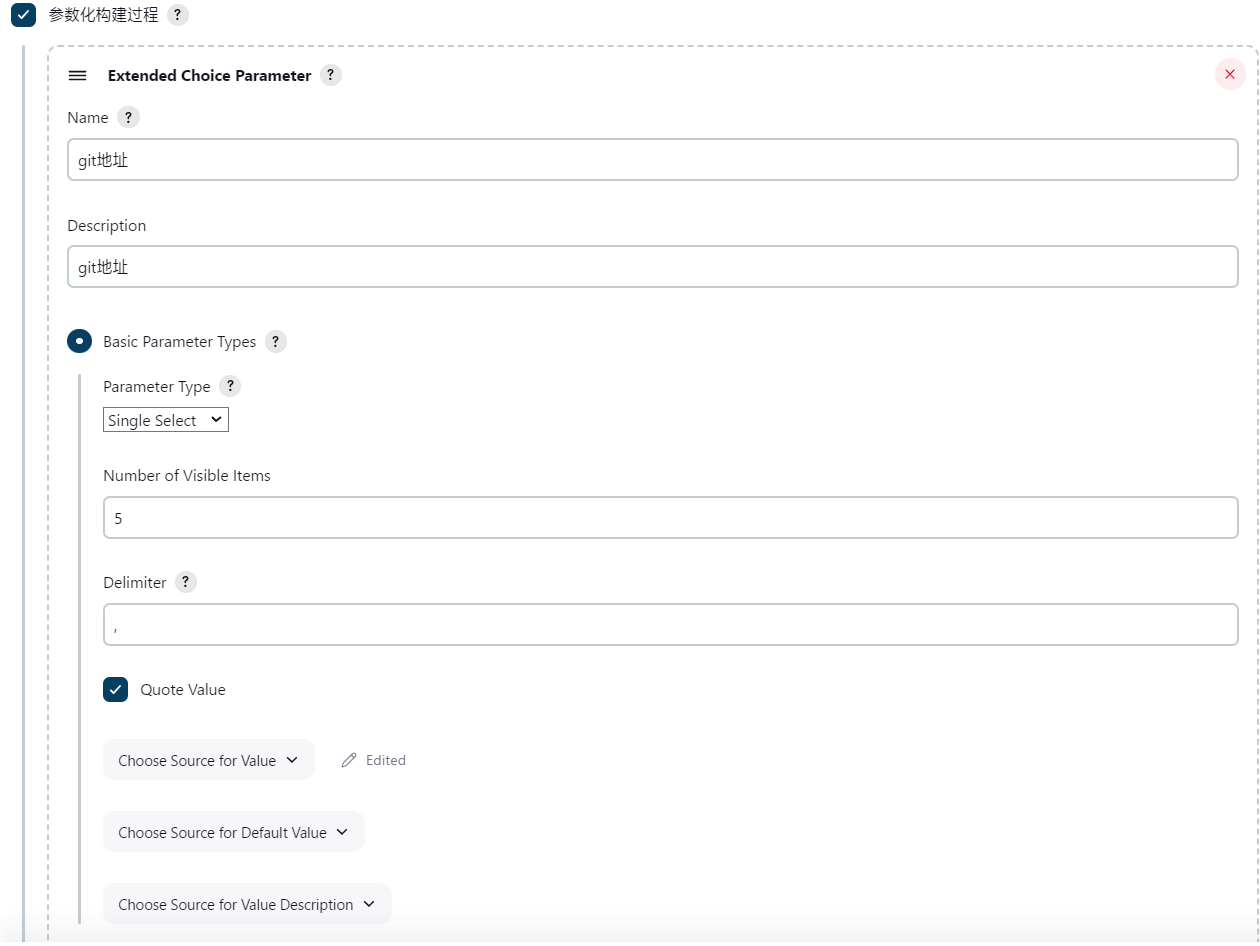 参数化构建过程 ?
Extended Choice Parameter ?
Name ?
git地址
Description
git地址
Basic Parameter Types ?
Parameter Type ?
Single Select
Number of Visible Items
5
Delimiter ?
,
Quote Value
Choose Source for Value
Edited
Choose Source for Default Value
Choose Source for Value Description